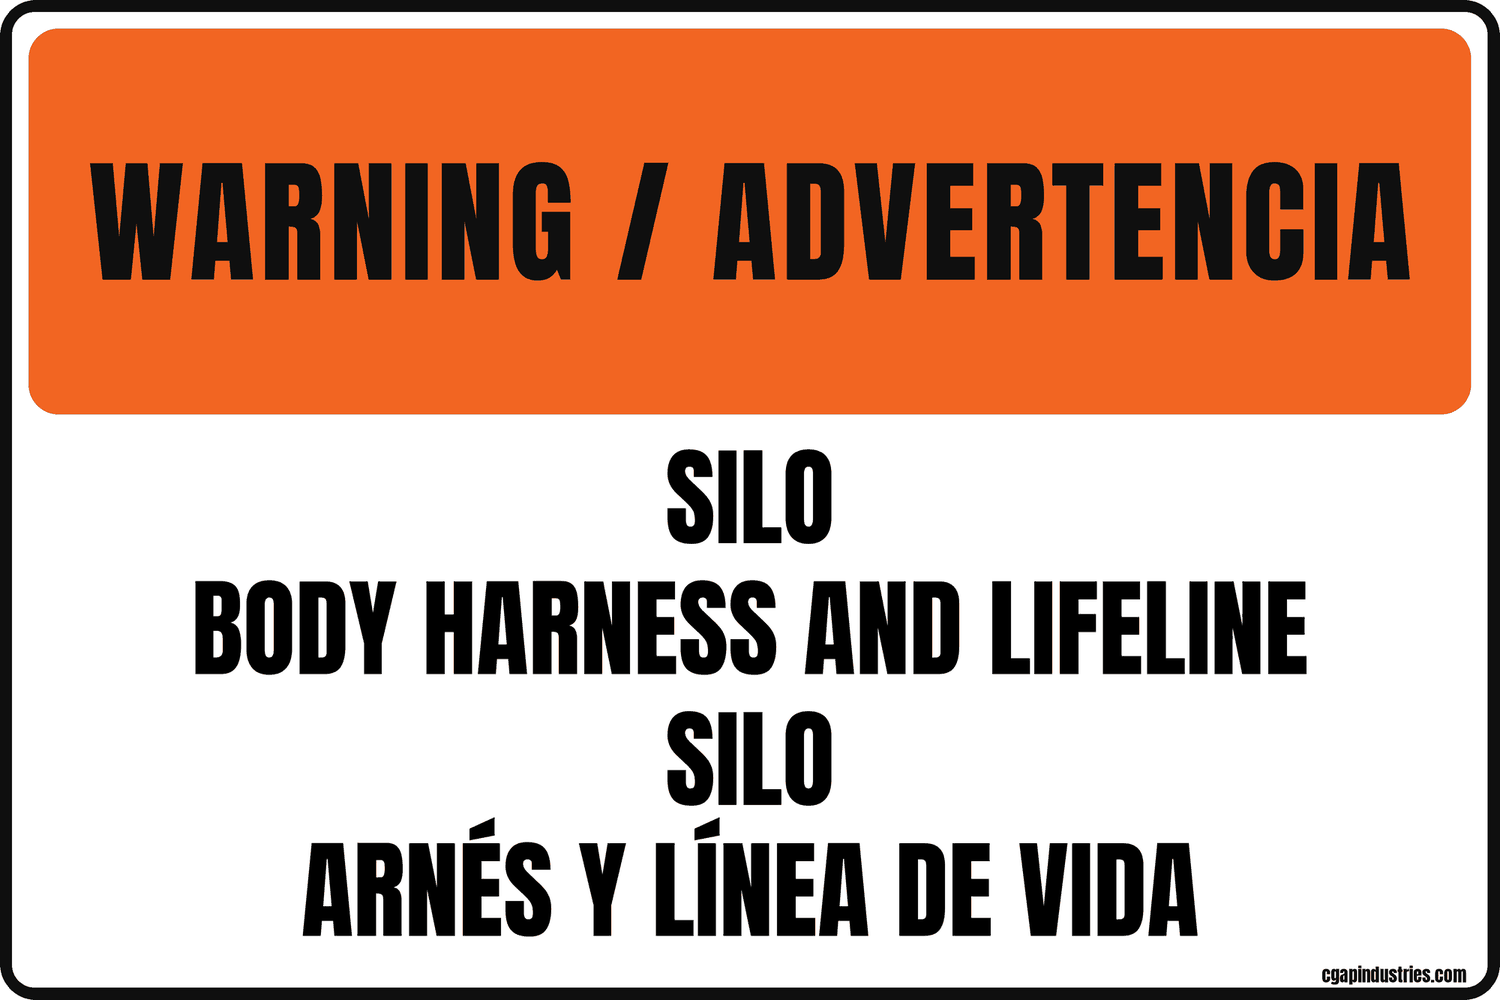 WARNING / ADVERTENCIA
SILO
BODY HARNESS AND LIFELINE
SILO
ARNÉS Y LÍNEA DE VIDA
cgapindustries.com